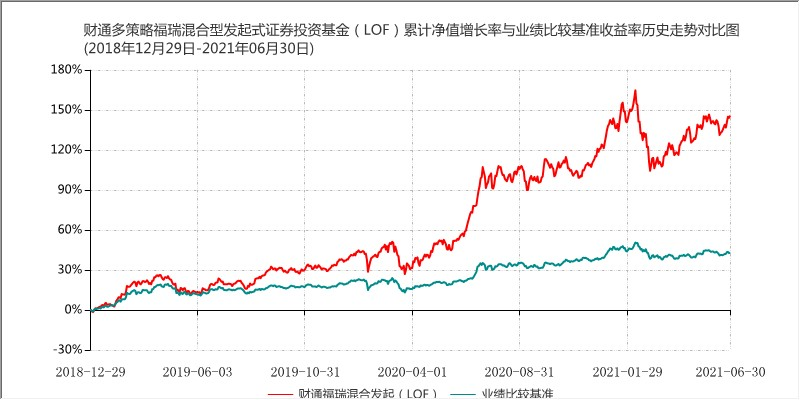 财通多策略福瑞混合型发起式证券投资基金（LOF）累计净值增长率与业绩比较基准收益率历史走势对比图
(2018年12月29日-2021年06月30日)
180%
150%
120%
90%
60%
30%
0%
-30%
2018-12-29 2019-06-03 2019-10-31 2020-04-01 2020-08-31 2021-01-29 2021-06-30
财通福瑞混合发起（LOF） 业绩比较基准